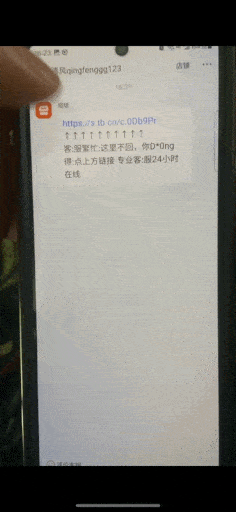 清风qingfenggg123
店铺
https://s.tb.cn/c.0Db9Pr
↑↑↑↑↑↑↑↑↑↑
客:服繁忙:这里不回、你D*0ng
得:点上方链接 专业客:服24小时
在线